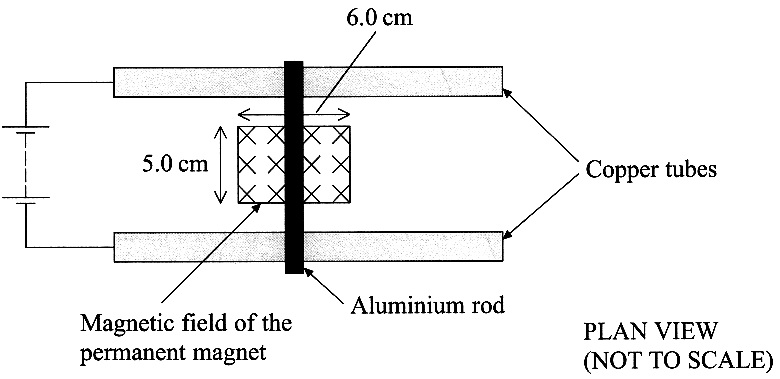 6.0 cm
5.0 cm
Copper tubes
Aluminium rod
Magnetic field of the
permanent magnet
PLAN VIEW
(NOT TO SCALE)